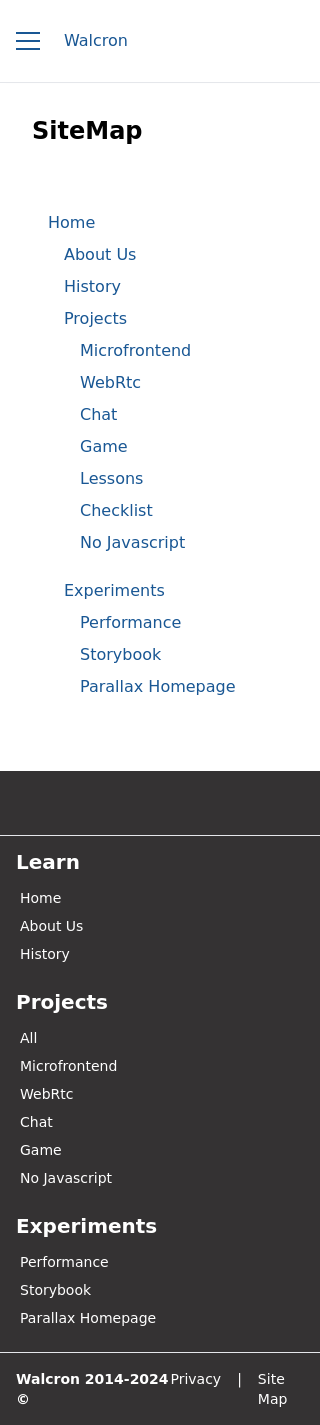 Walcron
SiteMap
Home
About Us
History
Projects
Microfrontend
WebRtc
Chat
Game
Lessons
Checklist
No Javascript
Experiments
Performance
Storybook
Parallax Homepage
Learn
Home
About Us
History
Projects
All
Microfrontend
WebRtc
Chat
Game
No Javascript
Experiments
Performance
Storybook
Parallax Homepage
Walcron 2014-2024 Privacy | Site
© Map